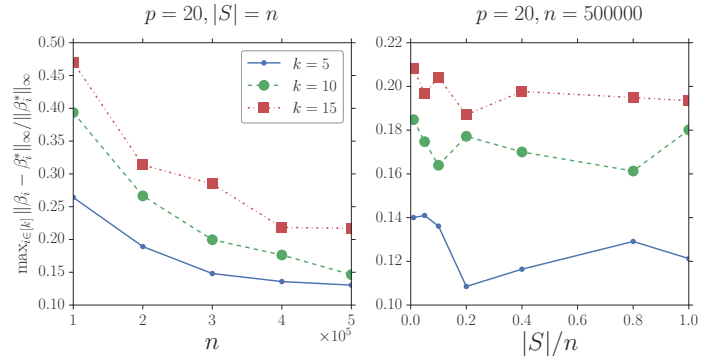 p = 20, |S| = n
p = 20, n = 500000
max_{i∈[k]} ||β_i − β_i^*||_∞/||β_i^*||_∞
0.50
0.45
0.40
0.35
0.30
0.25
0.20
0.15
0.10
k = 5
k = 10
k = 15
1 2 3 4 5
×10^5
n
0.22
0.20
0.18
0.16
0.14
0.12
0.10
0.0 0.2 0.4 0.6 0.8 1.0
|S|/n